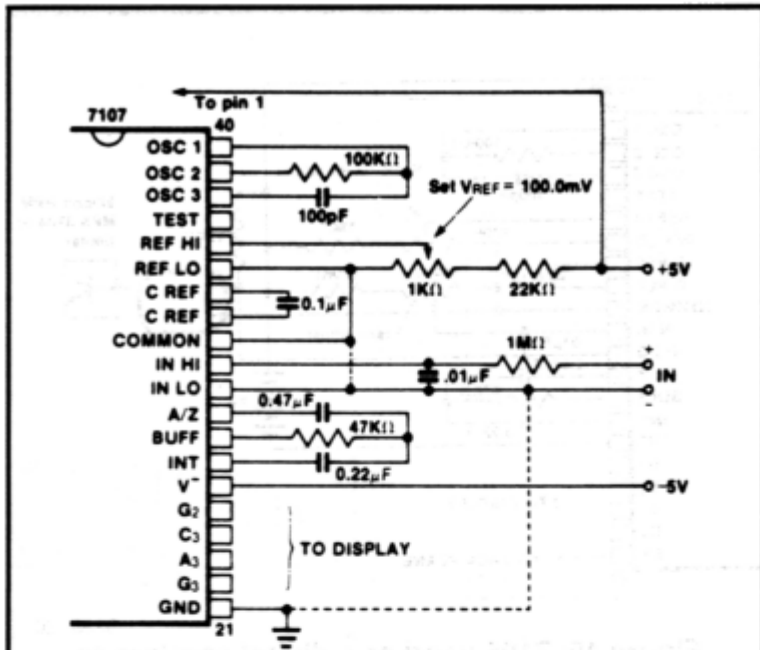 To pin 1
7107
40
OSC 1
OSC 2
OSC 3
TEST
REF HI
REF LO
C REF
C REF
COMMON
IN HI
IN LO
A/Z
BUFF
INT
V⁻
G₂
C₃
A₃
G₃
GND
21
100KΩ
100pF
Set VREF = 100.0mV
1KΩ
22KΩ
+5V
0.1μF
1MΩ
+
.01μF
IN
-
0.47μF
47KΩ
0.22μF
–5V
TO DISPLAY